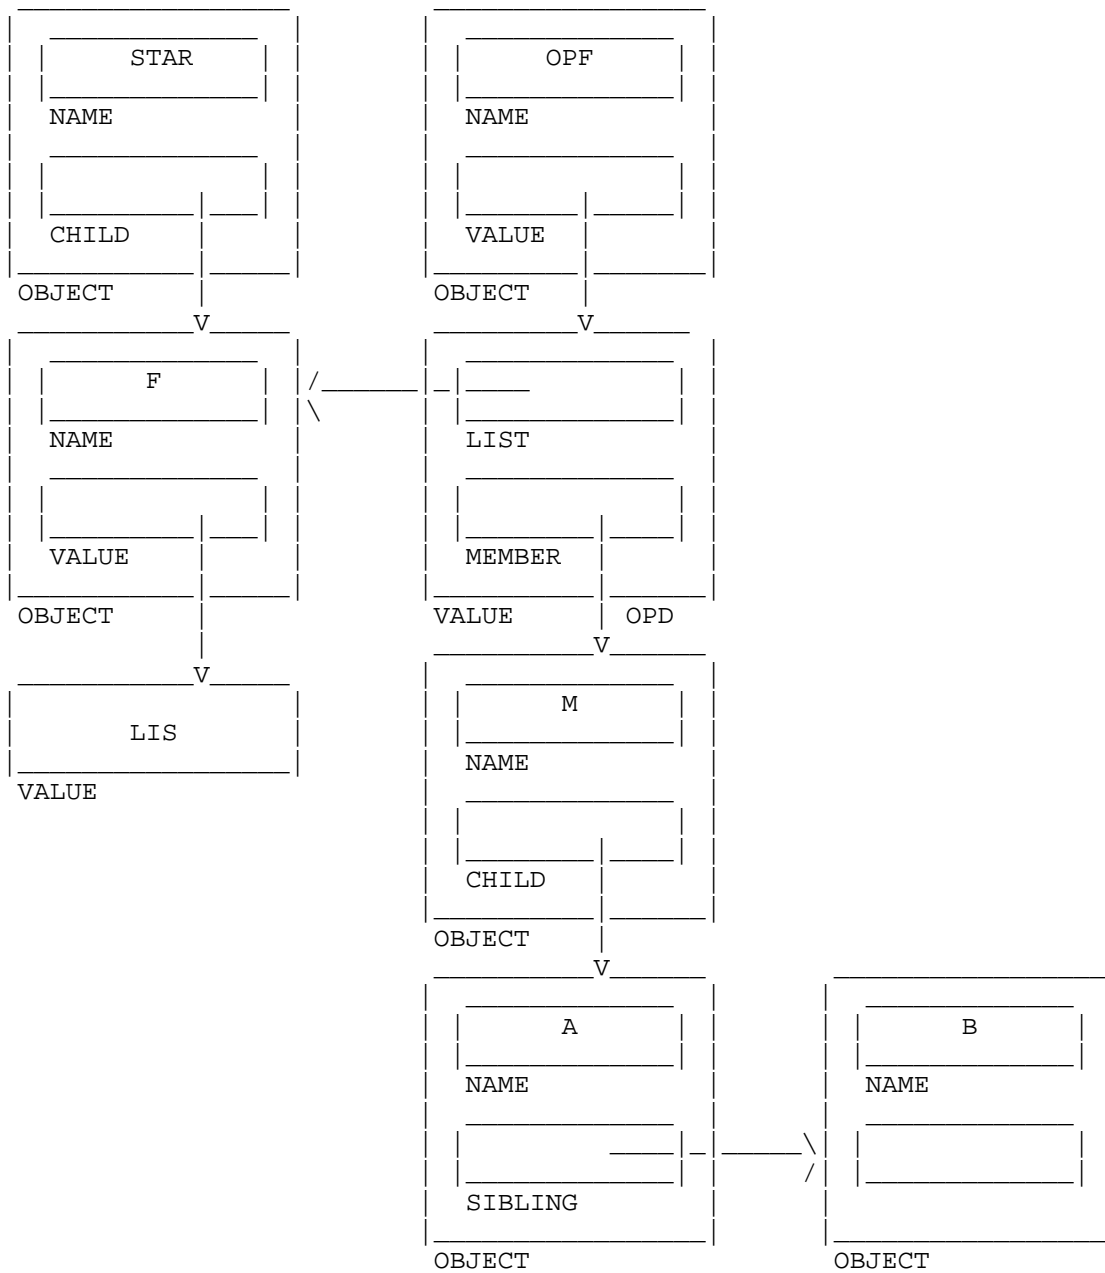 STAR OPF
NAME NAME
CHILD VALUE
OBJECT OBJECT
V V
F
NAME LIST
VALUE MEMBER
OBJECT VALUE OPD
V
V M
LIS
NAME
VALUE
CHILD
OBJECT
V
A B
NAME NAME
SIBLING
OBJECT OBJECT